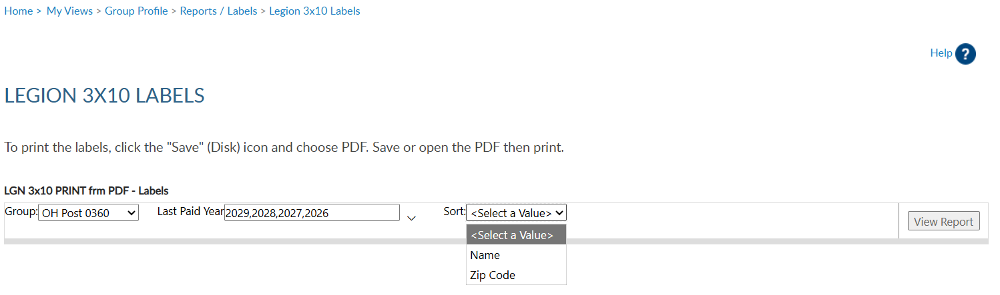 Home > My Views > Group Profile > Reports / Labels > Legion 3x10 Labels
Help ?
LEGION 3X10 LABELS
To print the labels, click the "Save" (Disk) icon and choose PDF. Save or open the PDF then print.
LGN 3x10 PRINT frm PDF - Labels
Group: OH Post 0360 Last Paid Year 2029,2028,2027,2026 Sort: <Select a Value> View Report
<Select a Value>
Name
Zip Code